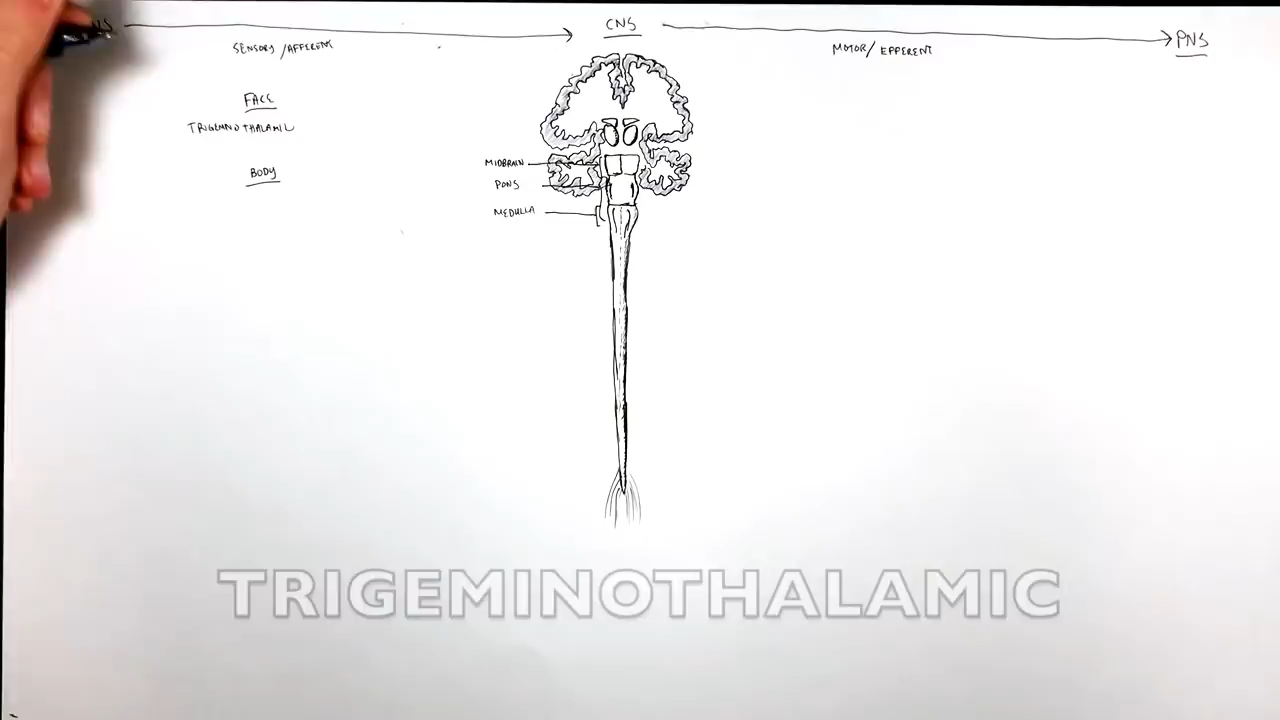 CNS
PNS
SENSORY/AFFERENT
MOTOR/EFFERENT
FACE
TRIGEMINOTHALAMIC
BODY
MIDBRAIN
PONS
MEDULLA
TRIGEMINOTHALAMIC